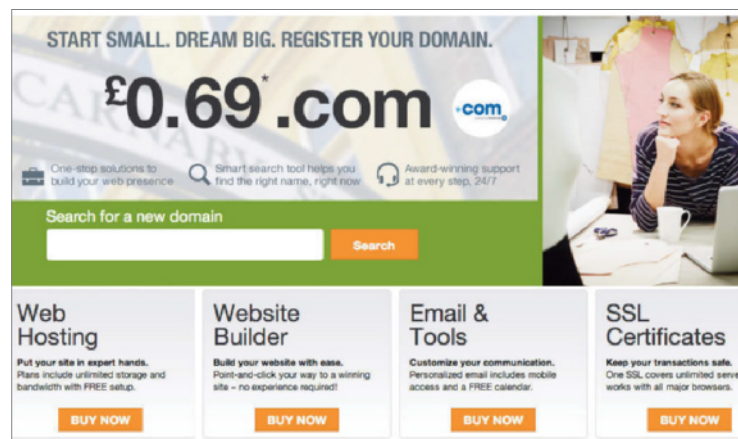 START SMALL. DREAM BIG. REGISTER YOUR DOMAIN.
£0.69*.com
com
One-stop solutions to
build your web presence
Smart search tool helps you
find the right name, right now
Award-winning support
at every step, 24/7
Search for a new domain
Search
Web
Hosting
Put your site in expert hands.
Plans include unlimited storage and
bandwidth with FREE setup.
BUY NOW
Website
Builder
Build your website with ease.
Point-and-click your way to a winning
site – no experience required!
BUY NOW
Email &
Tools
Customize your communication.
Personalized email includes mobile
access and a FREE calendar.
BUY NOW
SSL
Certificates
Keep your transactions safe.
One SSL covers unlimited serve
works with all major browsers.
BUY NOW